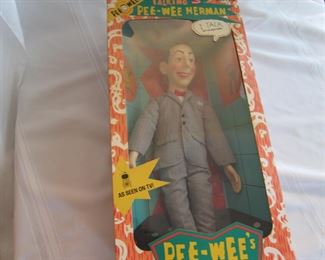 TALKING
PEE-WEE HERMAN
I TALK
AS SEEN ON TV!
PEE-WEE's